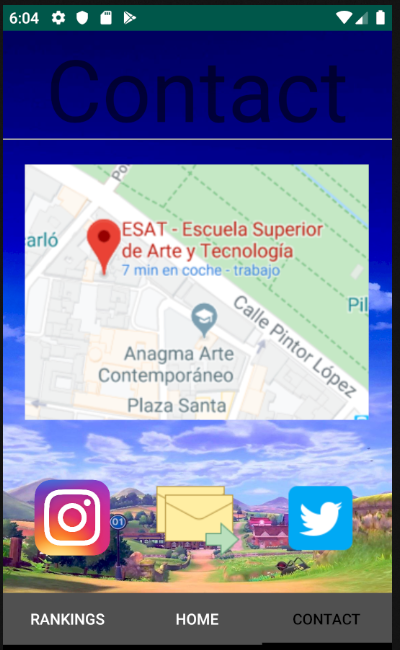 6:04
Contact
Po
arló
ESAT - Escuela Superior
de Arte y Tecnología
7 min en coche - trabajo
Pil
Calle Pintor López
Anagma Arte
Contemporáneo
Plaza Santa
01
RANKINGS HOME CONTACT